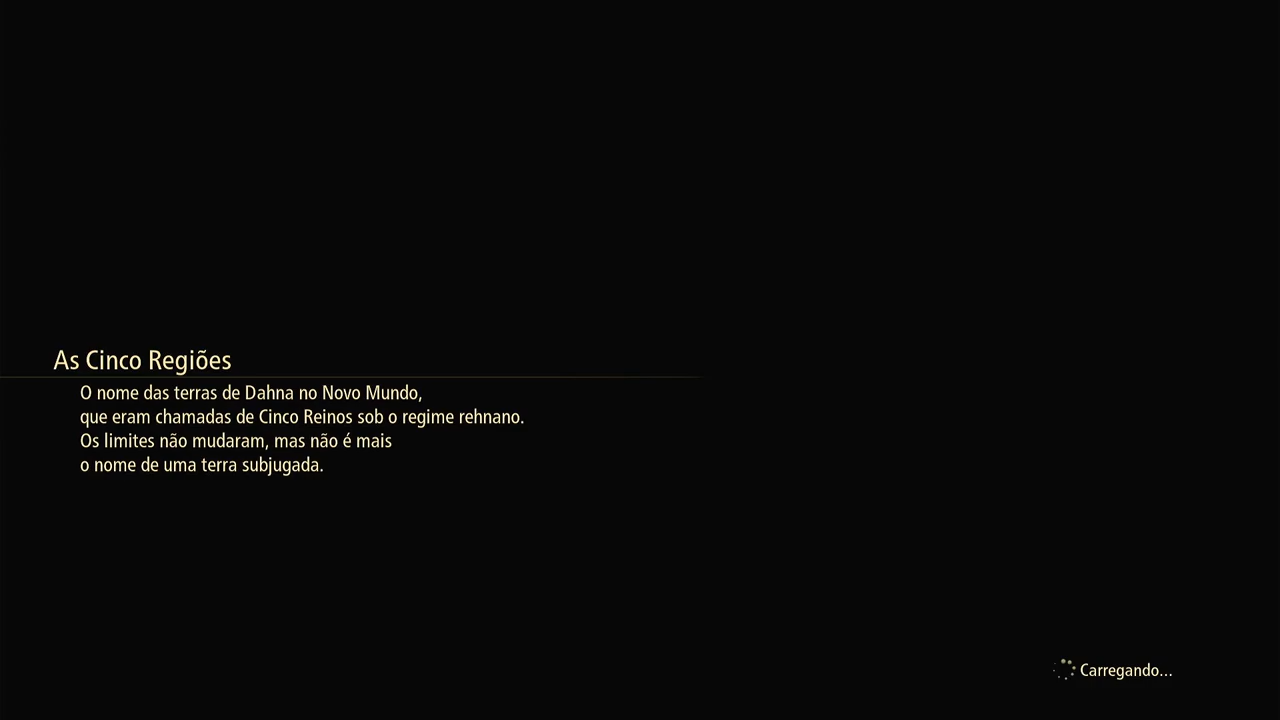 As Cinco Regiões
O nome das terras de Dahna no Novo Mundo,
que eram chamadas de Cinco Reinos sob o regime rehnano.
Os limites não mudaram, mas não é mais
o nome de uma terra subjugada.
Carregando...